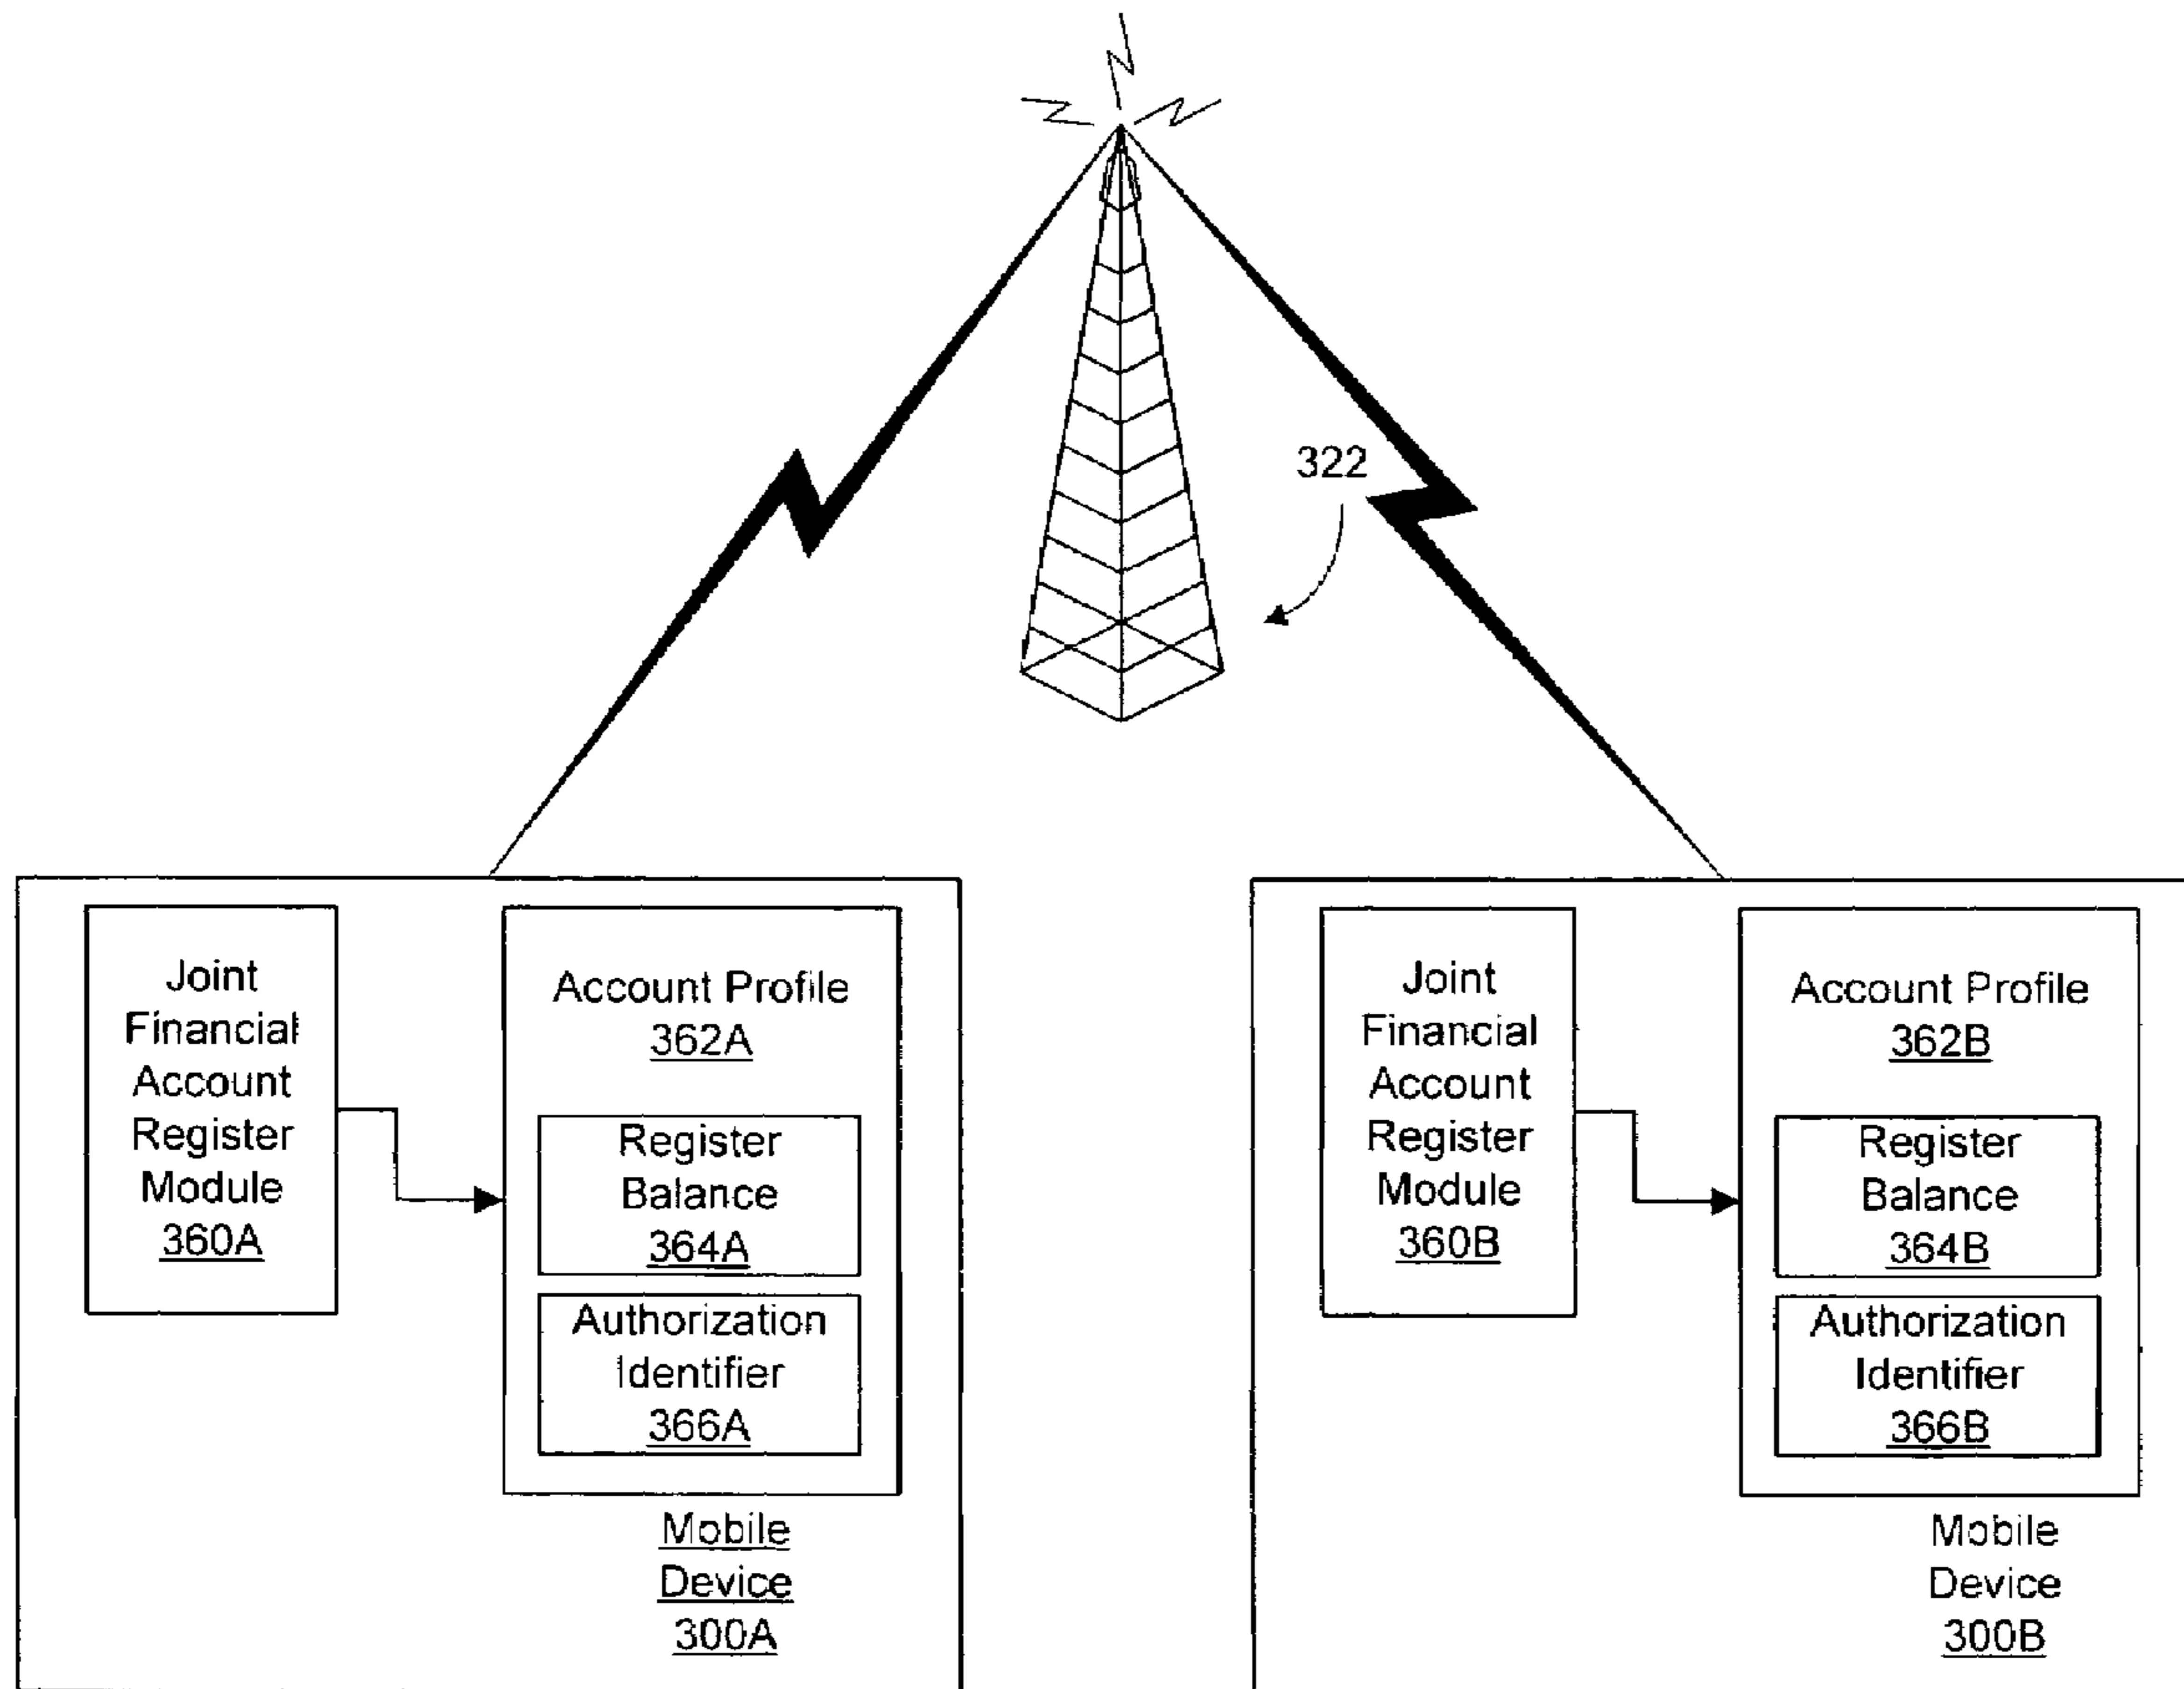 322
Joint
Financial
Account
Register
Module
360A
Account Profile
362A
Register
Balance
364A
Authorization
Identifier
366A
Mobile
Device
300A
Joint
Financial
Account
Register
Module
360B
Account Profile
362B
Register
Balance
364B
Authorization
Identifier
366B
Mobile
Device
300B